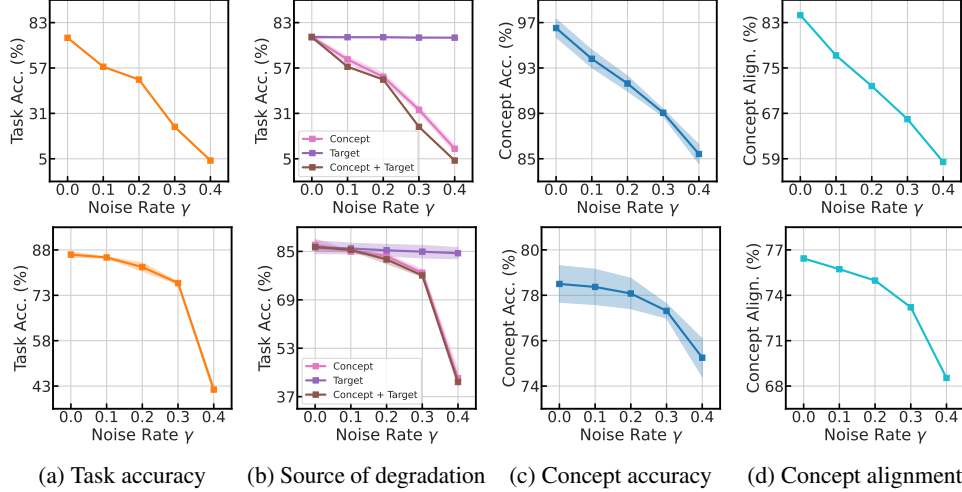 83
57
31
5
Task Acc. (%)
0.0 0.1 0.2 0.3 0.4
Noise Rate γ
83
57
31
5
Task Acc. (%)
Concept
Target
Concept + Target
0.0 0.1 0.2 0.3 0.4
Noise Rate γ
97
93
89
85
Concept Acc. (%)
0.0 0.1 0.2 0.3 0.4
Noise Rate γ
83
75
67
59
Concept Align. (%)
0.0 0.1 0.2 0.3 0.4
Noise Rate γ
88
73
58
43
Task Acc. (%)
0.0 0.1 0.2 0.3 0.4
Noise Rate γ
85
69
53
37
Task Acc. (%)
Concept
Target
Concept + Target
0.0 0.1 0.2 0.3 0.4
Noise Rate γ
80
78
76
74
Concept Acc. (%)
0.0 0.1 0.2 0.3 0.4
Noise Rate γ
77
74
71
68
Concept Align. (%)
0.0 0.1 0.2 0.3 0.4
Noise Rate γ
(a) Task accuracy
(b) Source of degradation
(c) Concept accuracy
(d) Concept alignment